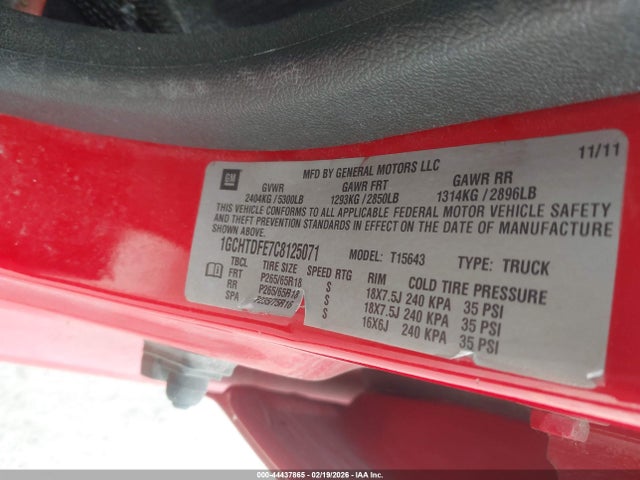 GM
MFD BY GENERAL MOTORS LLC
11/11
GVWR GAWR FRT GAWR RR
2404KG / 5300LB 1293KG / 2850LB 1314KG / 2896LB
THIS VEHICLE CONFORMS TO ALL APPLICABLE FEDERAL MOTOR VEHICLE SAFETY
AND THEFT PREVENTION STANDARDS IN EFFECT ON THE DATE OF MANUFACTURE
SHOWN ABOVE.
1GCHTDFE7C8125071 MODEL: T15643 TYPE: TRUCK
TBCL TIRE SIZE SPEED RTG RIM COLD TIRE PRESSURE
FRT P265/65R18 S 18X7.5J 240 KPA 35 PSI
RR P265/65R18 S 18X7.5J 240 KPA 35 PSI
SPA P235/75R16 S 16X6J 240 KPA 35 PSI
000-44437865 - 02/19/2026 - IAA Inc.